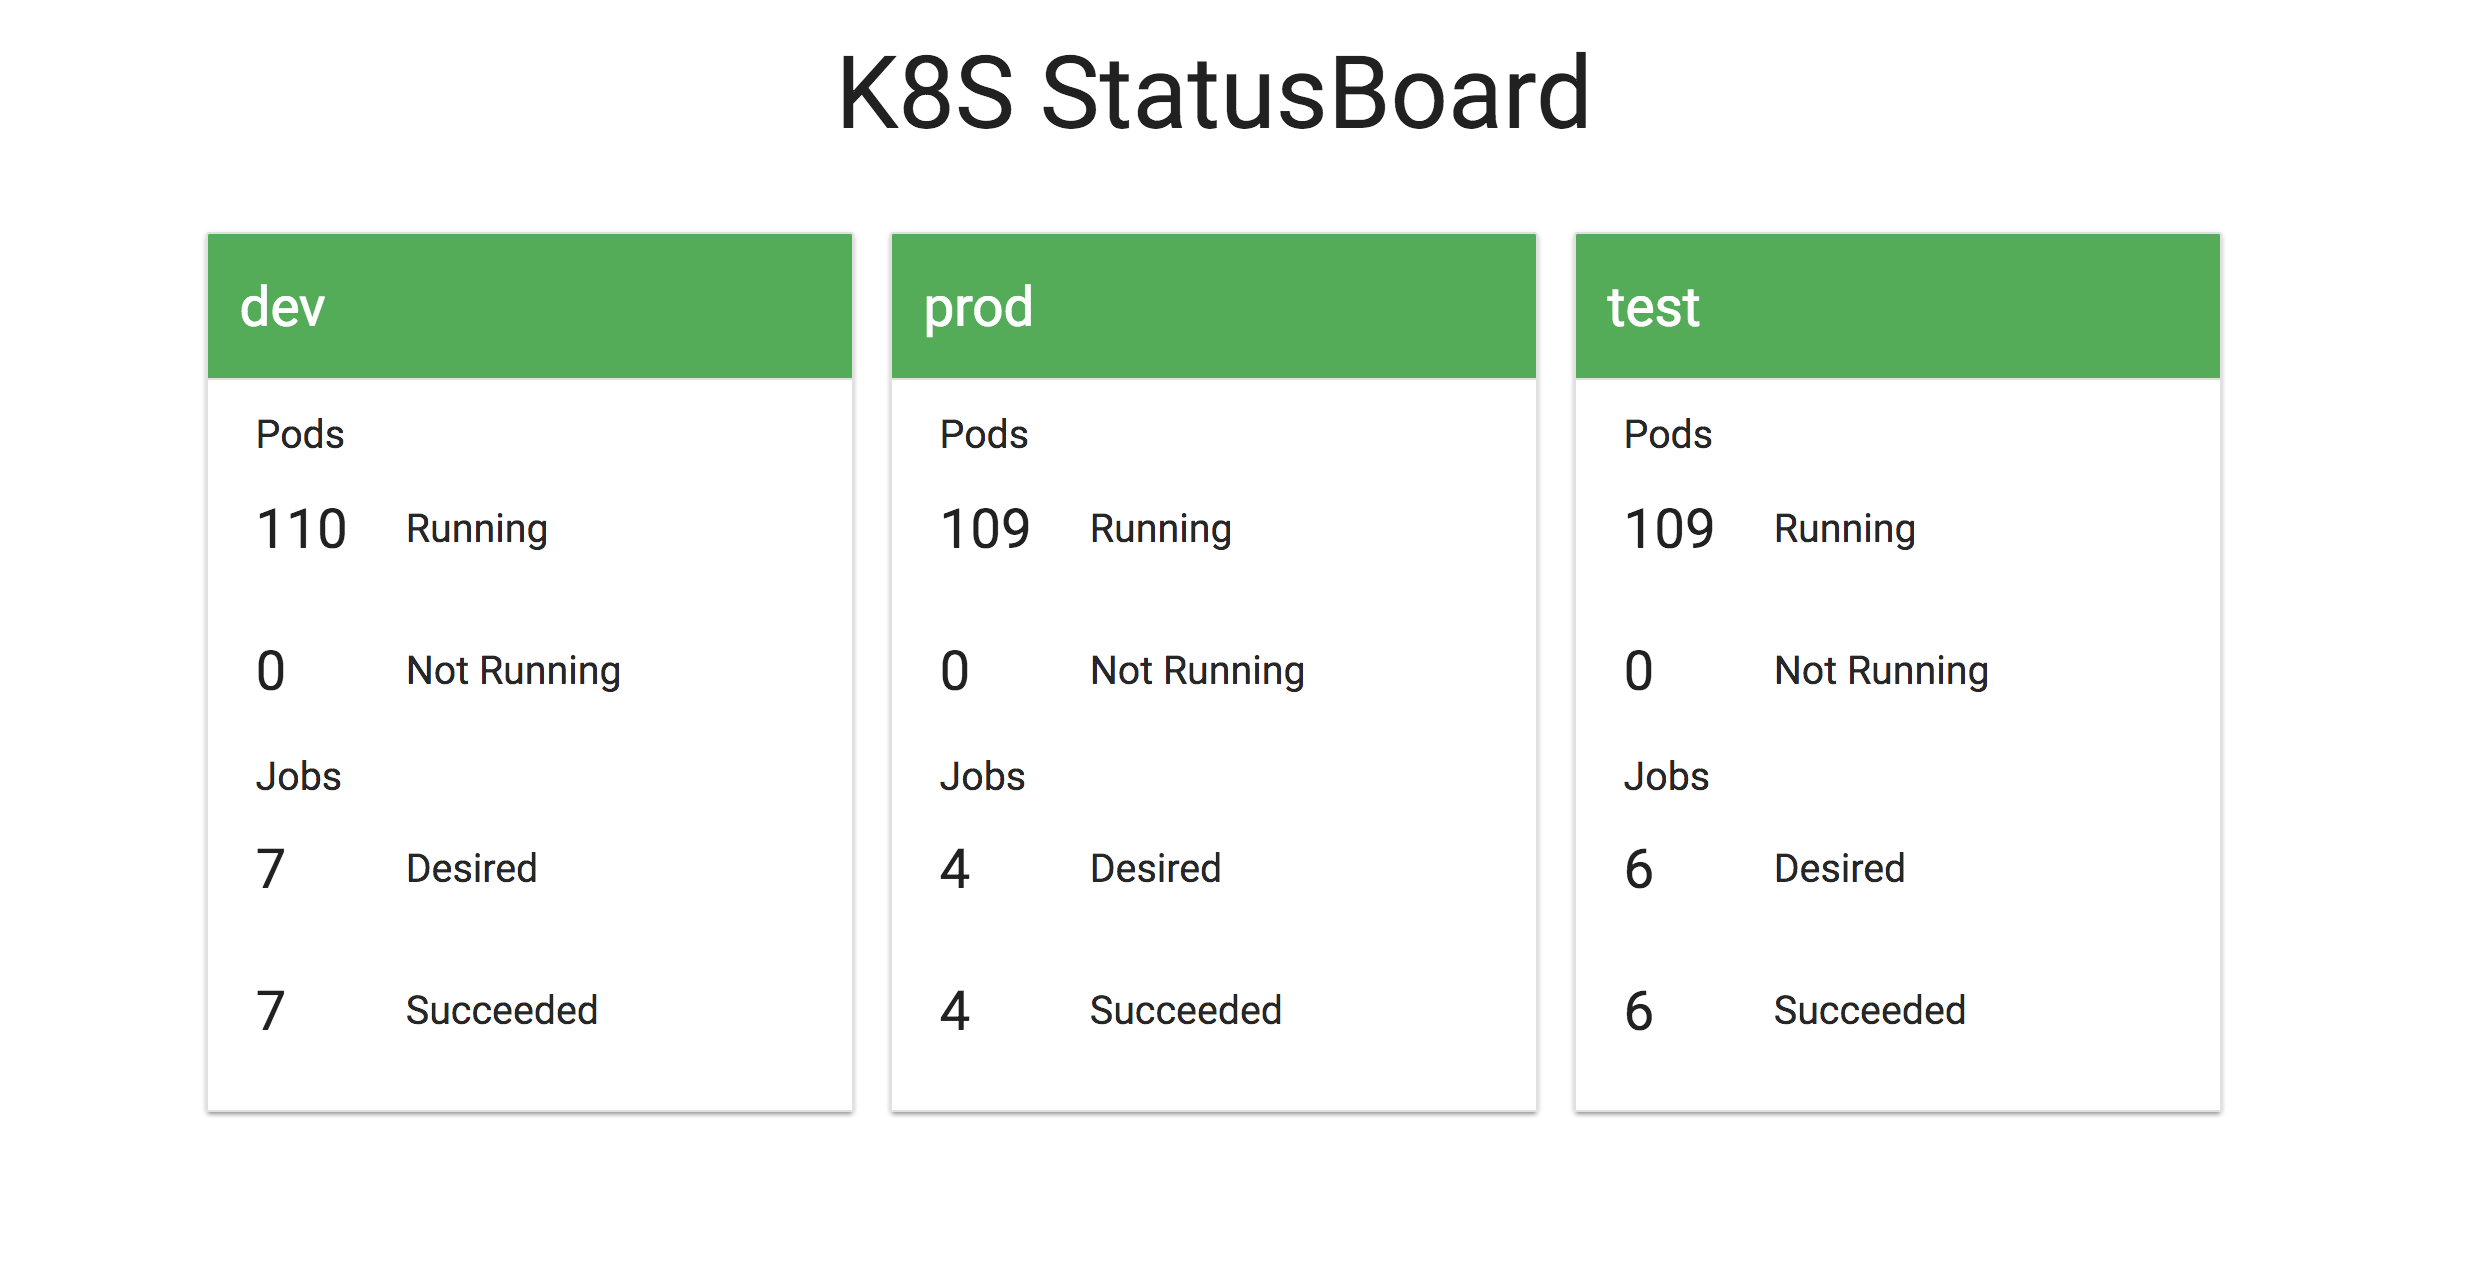 K8S StatusBoard
dev
Pods
110 Running
0 Not Running
Jobs
7 Desired
7 Succeeded
prod
Pods
109 Running
0 Not Running
Jobs
4 Desired
4 Succeeded
test
Pods
109 Running
0 Not Running
Jobs
6 Desired
6 Succeeded